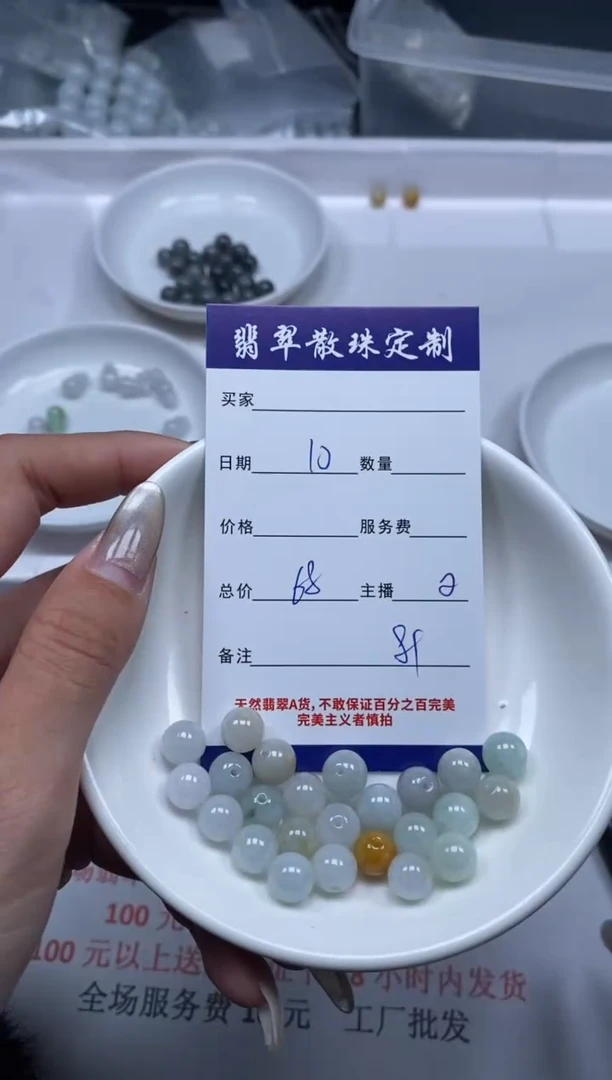 翡翠散珠定制
买家
日期 10 数量
价格 服务费
总价 68 主播 2
备注
天然翡翠A货，不敢保证百分之百完美
完美主义者慎拍
100 元
100 元以上送 8 小时内发货
全场服务费 1 元 工厂批发